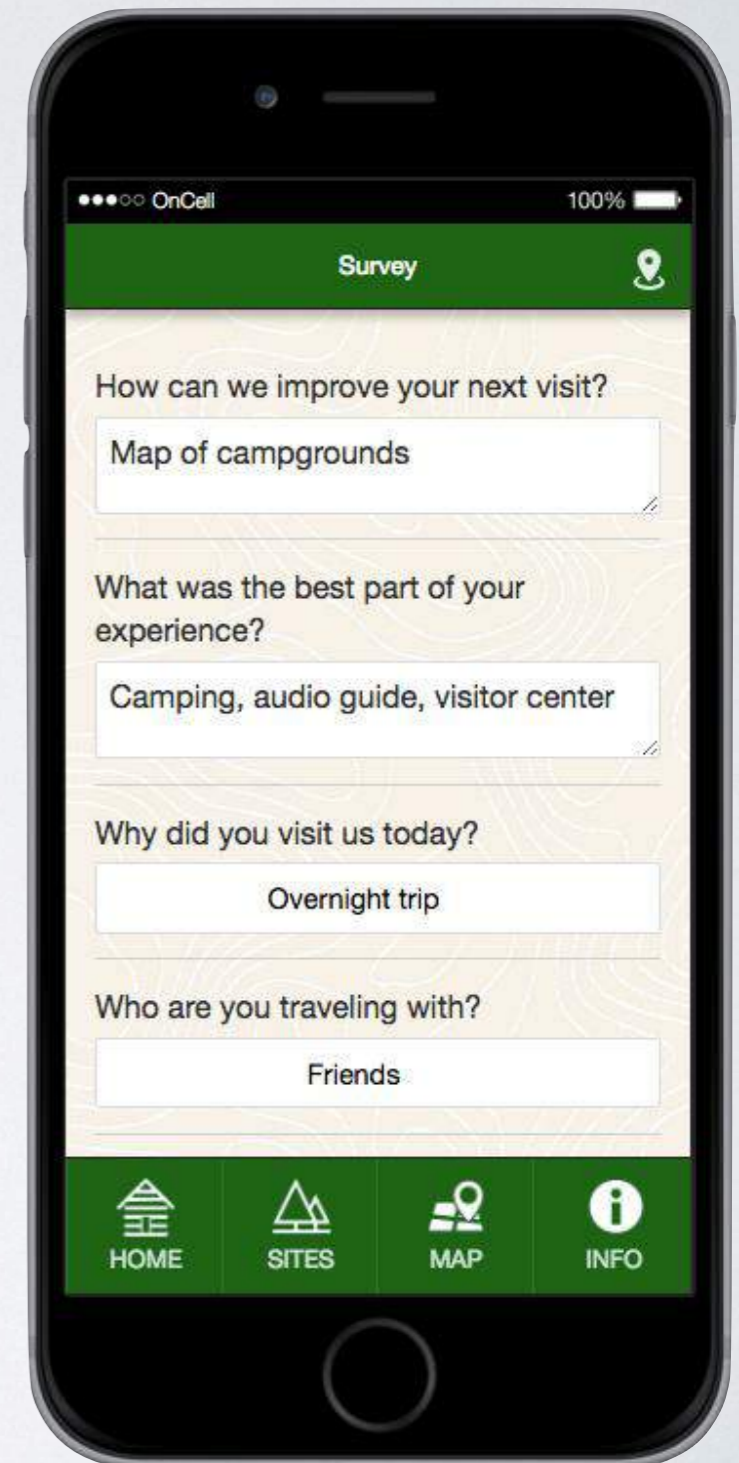 OnCell 100%
Survey
How can we improve your next visit?
Map of campgrounds
What was the best part of your
experience?
Camping, audio guide, visitor center
Why did you visit us today?
Overnight trip
Who are you traveling with?
Friends
HOME SITES MAP INFO